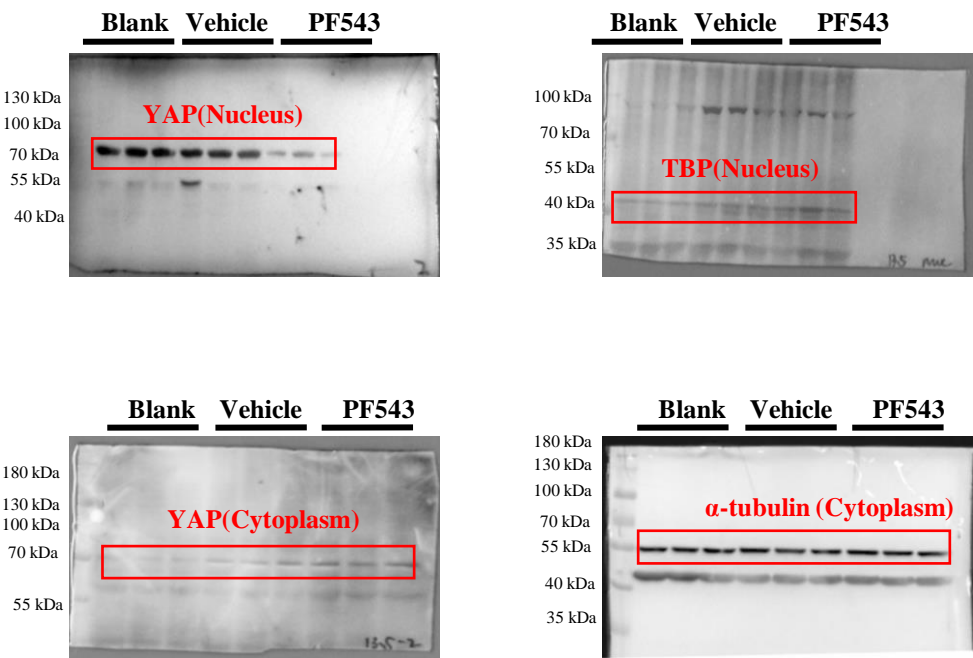 Blank Vehicle PF543
130 kDa
100 kDa
YAP(Nucleus)
70 kDa
55 kDa
40 kDa
2
Blank Vehicle PF543
100 kDa
70 kDa
55 kDa
TBP(Nucleus)
40 kDa
35 kDa
Blank Vehicle PF543
180 kDa
130 kDa
YAP(Cytoplasm)
100 kDa
70 kDa
55 kDa
135-2
Blank Vehicle PF543
180 kDa
130 kDa
100 kDa
α-tubulin (Cytoplasm)
70 kDa
55 kDa
40 kDa
35 kDa